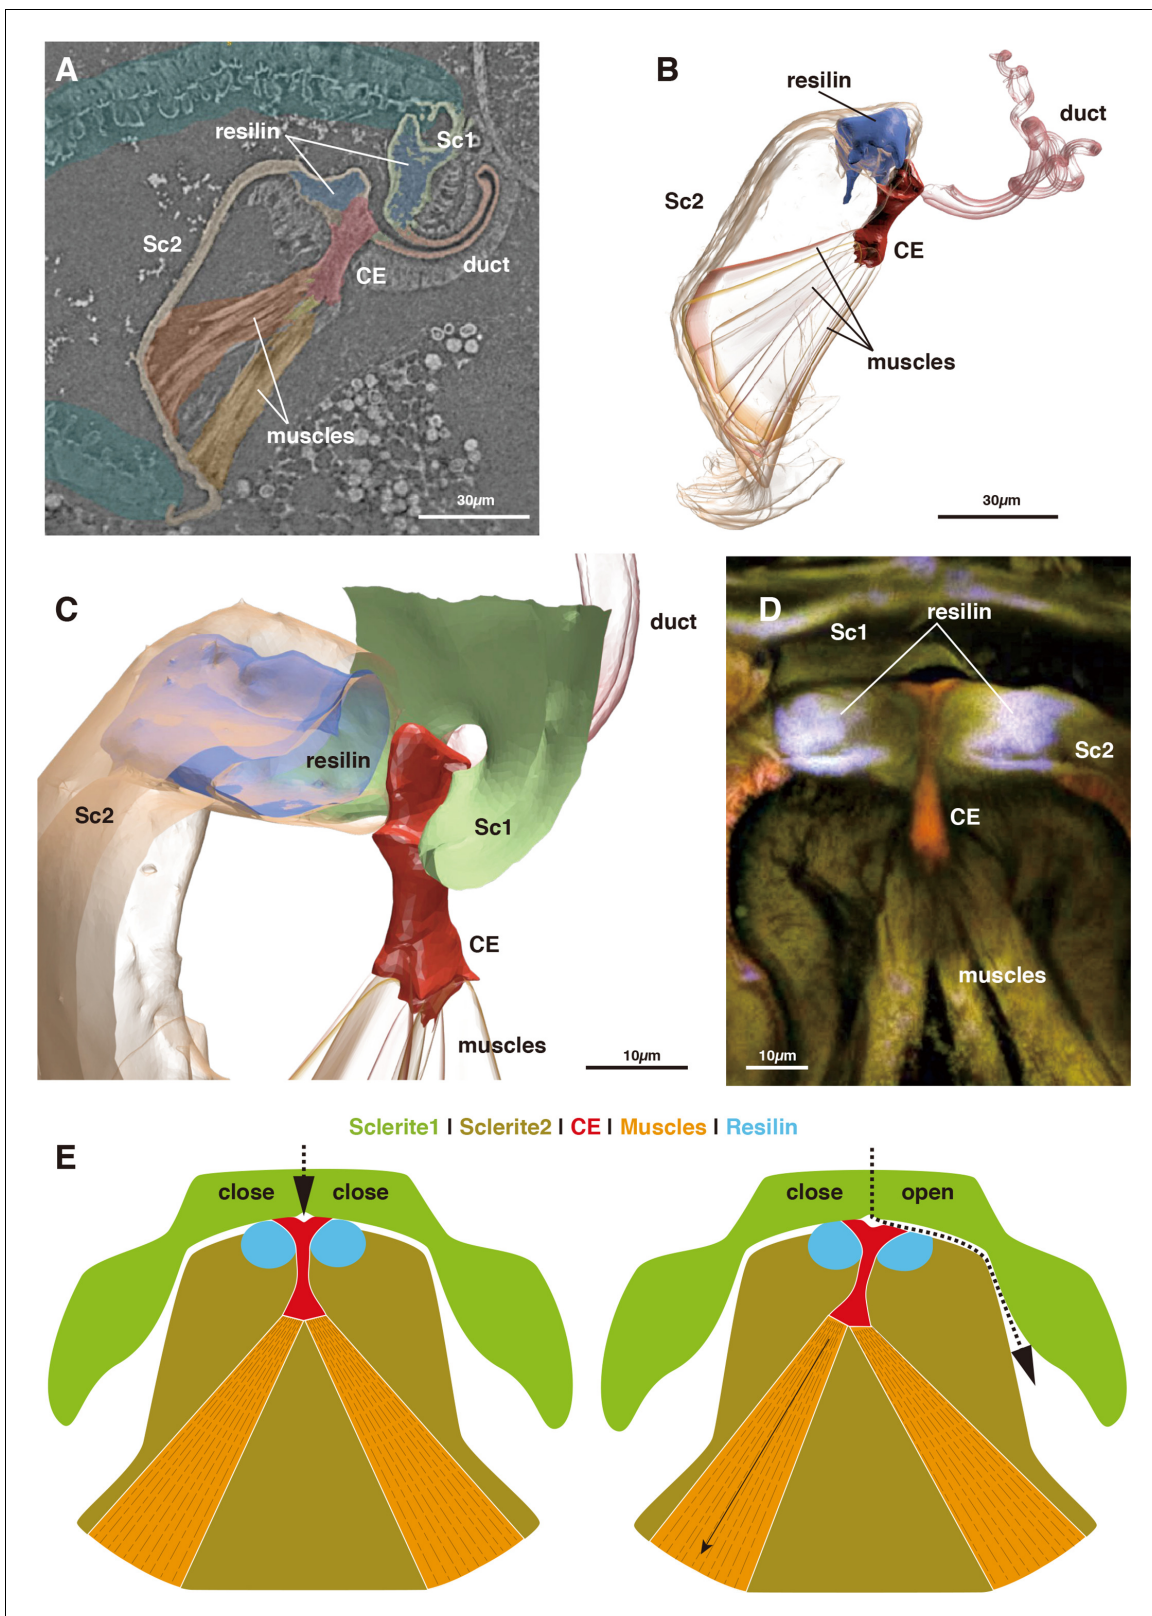 A
resilin
Sc1
Sc2
CE
duct
muscles
30µm
B
resilin
duct
Sc2
CE
muscles
30µm
C
duct
resilin
Sc2
Sc1
CE
muscles
10µm
D
resilin
Sc1
Sc2
CE
muscles
10µm
Sclerite1 I Sclerite2 I CE I Muscles I Resilin
E
close close
close open